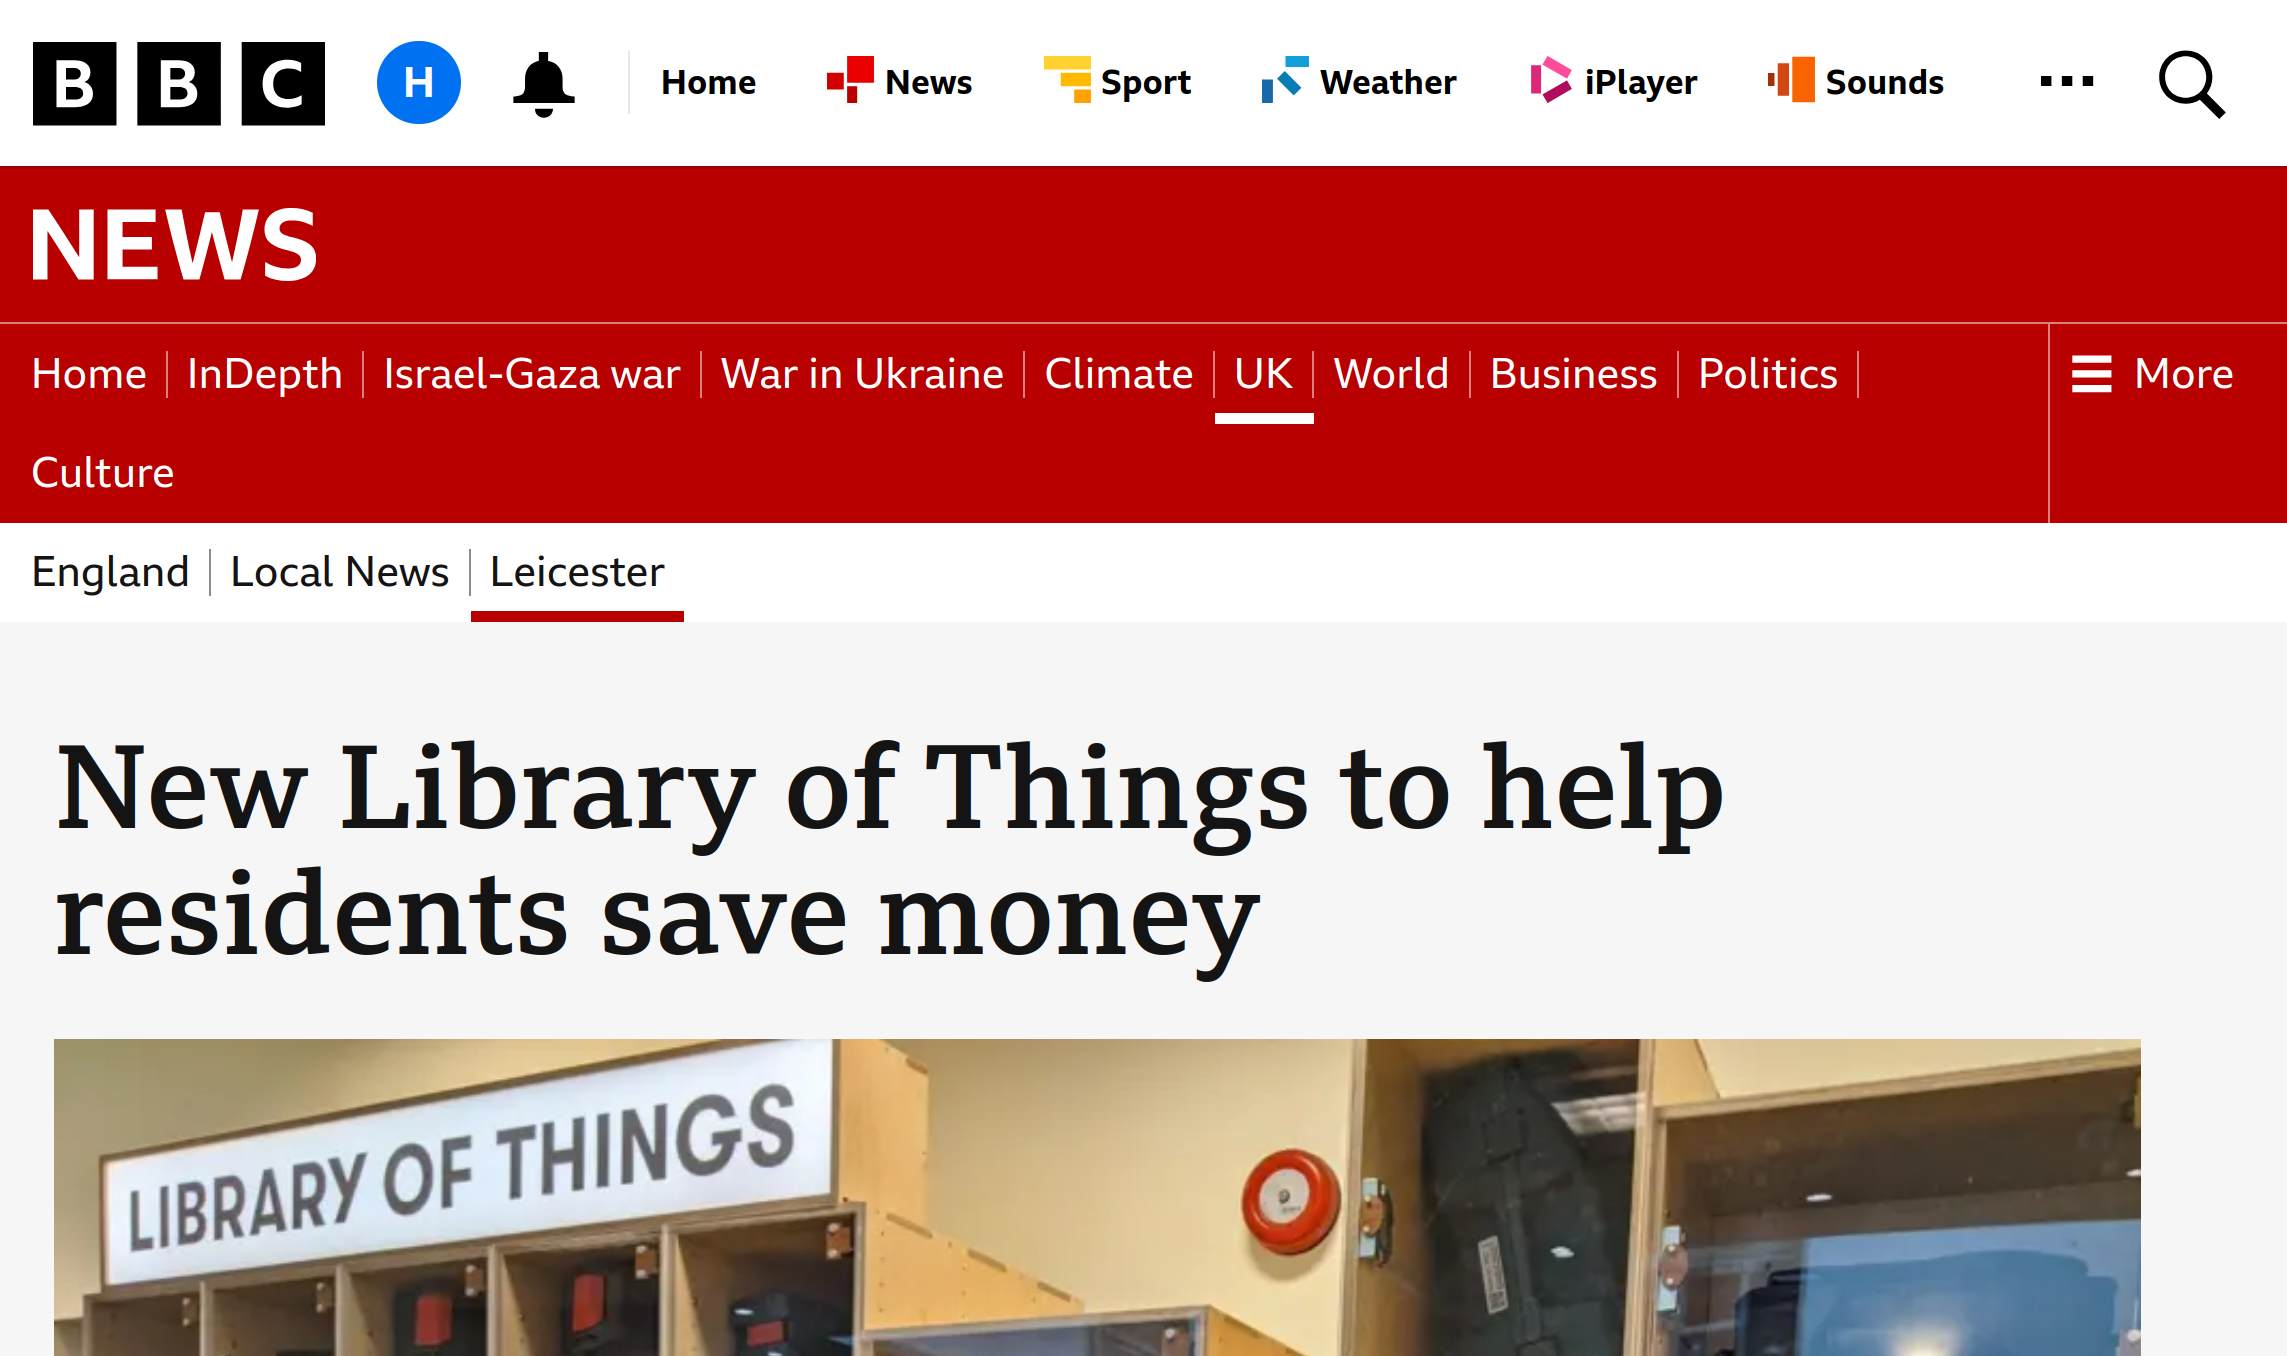 BBC H Home News Sport Weather iPlayer Sounds
NEWS
Home InDepth Israel-Gaza war War in Ukraine Climate UK World Business Politics More
Culture
England Local News Leicester
New Library of Things to help
residents save money
LIBRARY OF THINGS